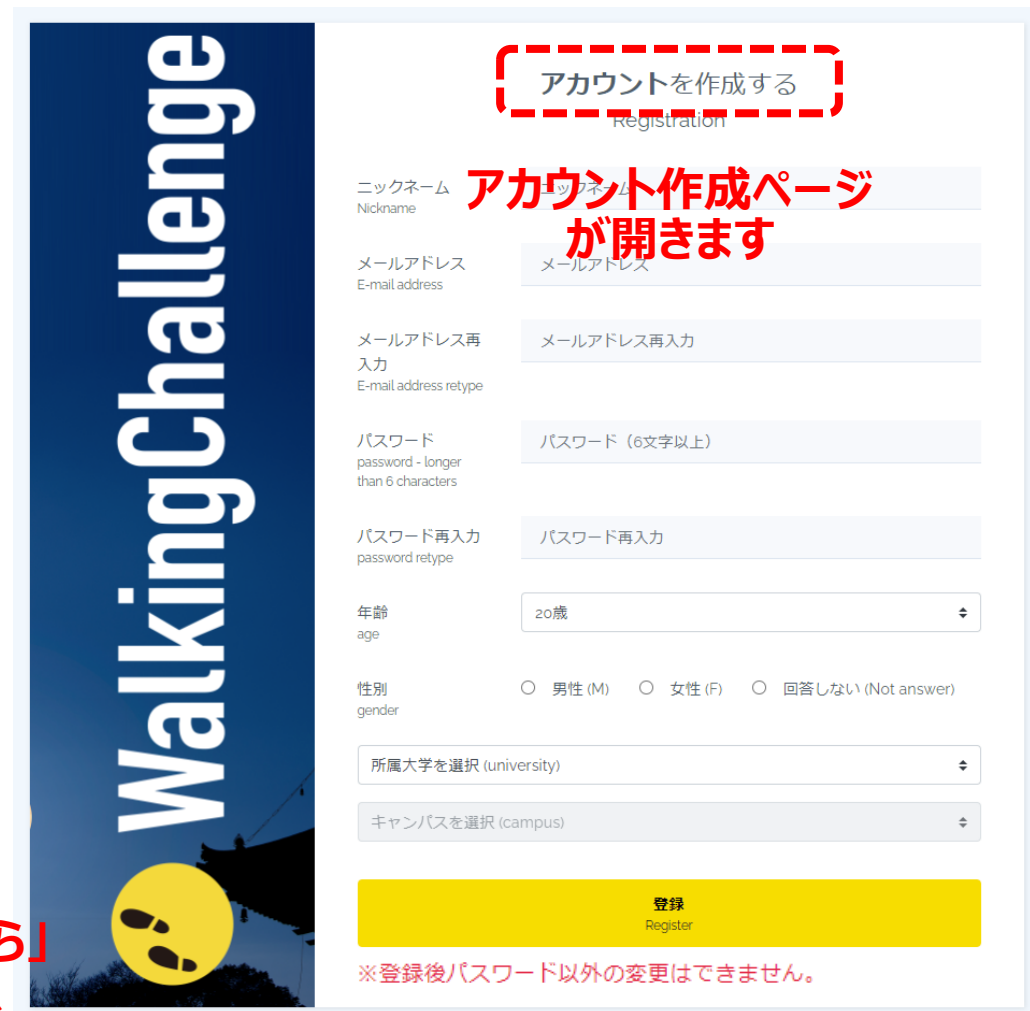 WalkingChallenge
アカウントを作成する
Registration
アカウント作成ページ
が開きます
ニックネーム
Nickname
ニックネーム
メールアドレス
E-mail address
メールアドレス
メールアドレス再
入力
E-mail address retype
メールアドレス再入力
パスワード
password - longer
than 6 characters
パスワード（6文字以上）
パスワード再入力
password retype
パスワード再入力
年齢
age
20歳
性別
gender
男性 (M) 女性 (F) 回答しない (Not answer)
所属大学を選択 (university)
キャンパスを選択 (campus)
登録
Register
ら」
※登録後パスワード以外の変更はできません。